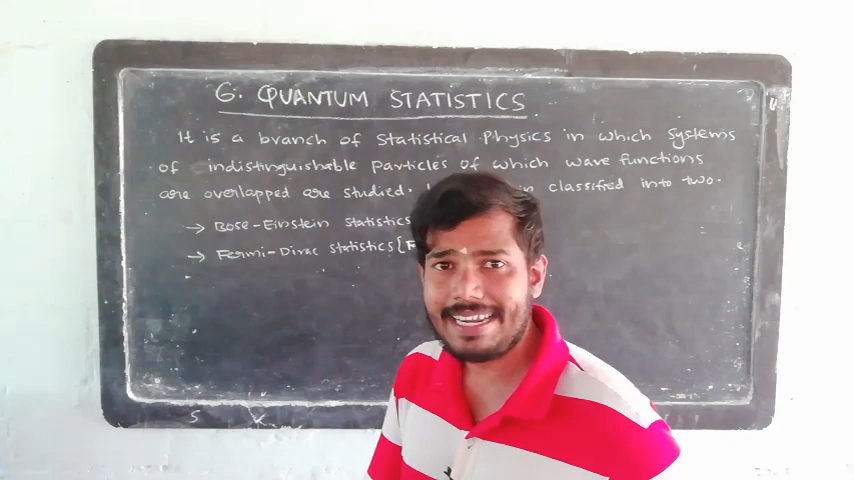 6. QUANTUM STATISTICS
It is a branch of Statistical Physics in which Systems
of indistinguishable particles of which wave functions
are overlapped are studied. in classified into two.
→ Bose-Einstein statistics
→ Fermi-Dirac statistics [F